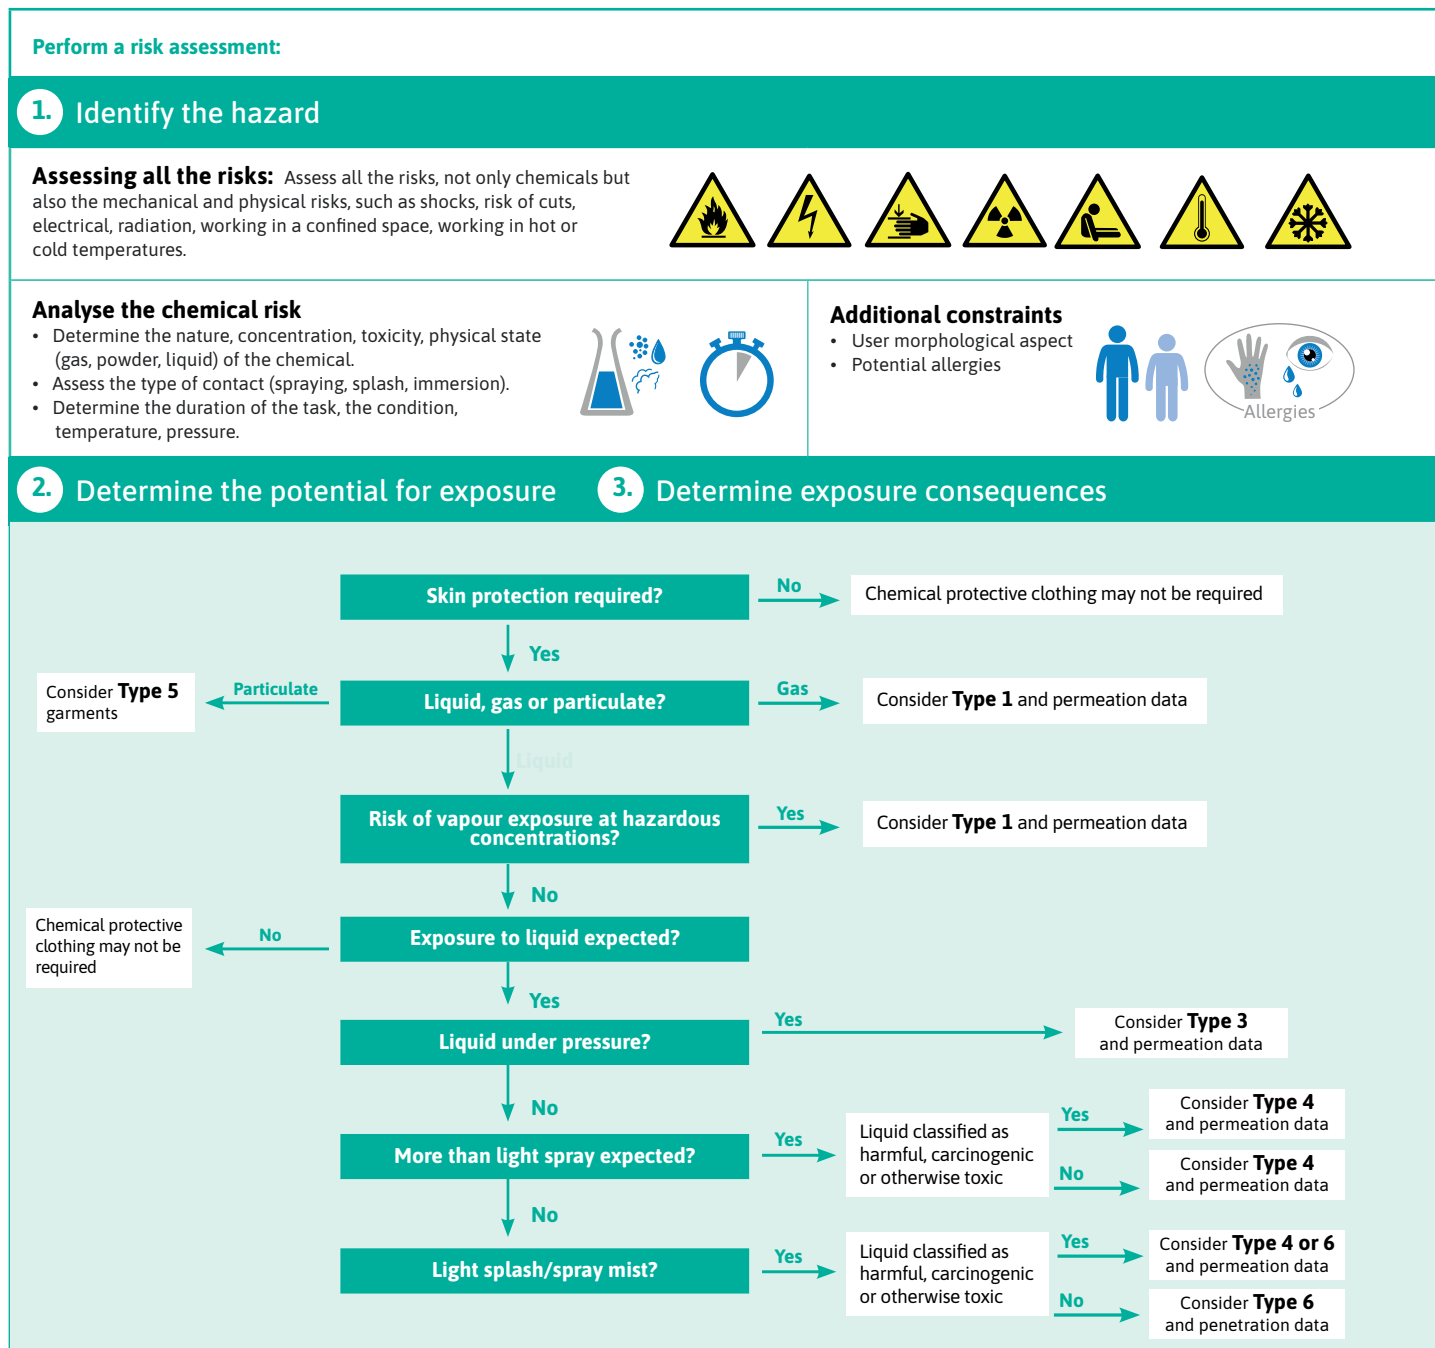 Perform a risk assessment:
1. Identify the hazard
Assessing all the risks: Assess all the risks, not only chemicals but
also the mechanical and physical risks, such as shocks, risk of cuts,
electrical, radiation, working in a confined space, working in hot or
cold temperatures.
Analyse the chemical risk
• Determine the nature, concentration, toxicity, physical state
(gas, powder, liquid) of the chemical.
• Assess the type of contact (spraying, splash, immersion).
• Determine the duration of the task, the condition,
temperature, pressure.
Additional constraints
• User morphological aspect
• Potential allergies
Allergies
2. Determine the potential for exposure
3. Determine exposure consequences
Skin protection required?
No
Chemical protective clothing may not be required
Yes
Consider Type 5
garments
Particulate
Liquid, gas or particulate?
Gas
Consider Type 1 and permeation data
Liquid
Risk of vapour exposure at hazardous
concentrations?
Yes
Consider Type 1 and permeation data
No
Chemical protective
clothing may not be
required
No
Exposure to liquid expected?
Yes
Liquid under pressure?
Yes
Consider Type 3
and permeation data
No
More than light spray expected?
Yes
Liquid classified as
harmful, carcinogenic
or otherwise toxic
Yes
Consider Type 4
and permeation data
No
Consider Type 4
and permeation data
No
Light splash/spray mist?
Yes
Liquid classified as
harmful, carcinogenic
or otherwise toxic
Yes
Consider Type 4 or 6
and permeation data
No
Consider Type 6
and penetration data